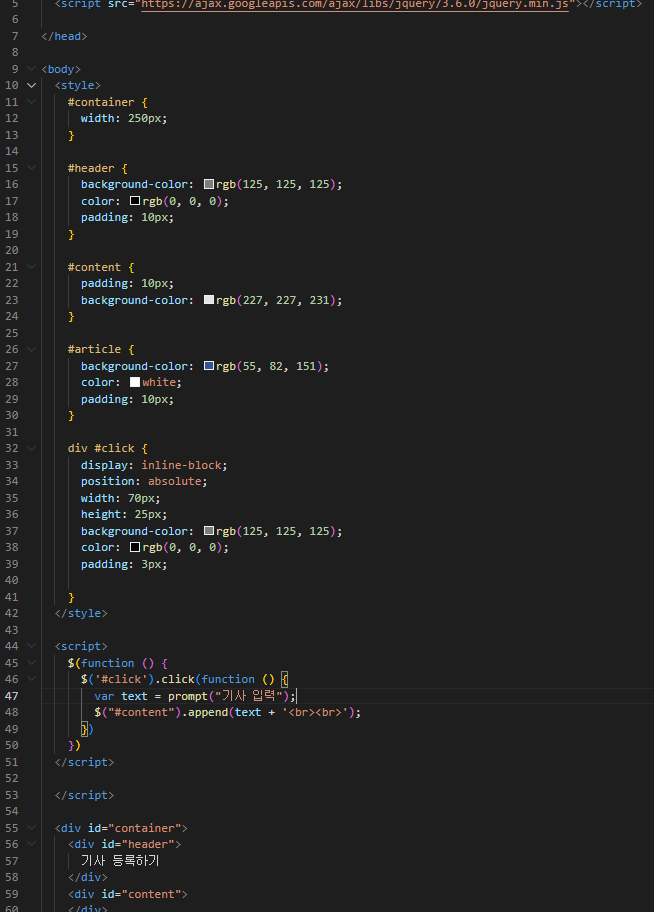 5 <script src="https://ajax.googleapis.com/ajax/libs/jquery/3.6.0/jquery.min.js"></script>
6
7 </head>
8
9 <body>
10 <style>
11 #container {
12 width: 250px;
13 }
14
15 #header {
16 background-color: rgb(125, 125, 125);
17 color: rgb(0, 0, 0);
18 padding: 10px;
19 }
20
21 #content {
22 padding: 10px;
23 background-color: rgb(227, 227, 231);
24 }
25
26 #article {
27 background-color: rgb(55, 82, 151);
28 color: white;
29 padding: 10px;
30 }
31
32 div #click {
33 display: inline-block;
34 position: absolute;
35 width: 70px;
36 height: 25px;
37 background-color: rgb(125, 125, 125);
38 color: rgb(0, 0, 0);
39 padding: 3px;
40
41 }
42 </style>
43
44 <script>
45 $(function () {
46 $('#click').click(function () {
47 var text = prompt("기사 입력");
48 $("#content").append(text + '<br><br>');
49 })
50 })
51 </script>
52
53 </script>
54
55 <div id="container">
56 <div id="header">
57 기사 등록하기
58 </div>
59 <div id="content">
60 </div>